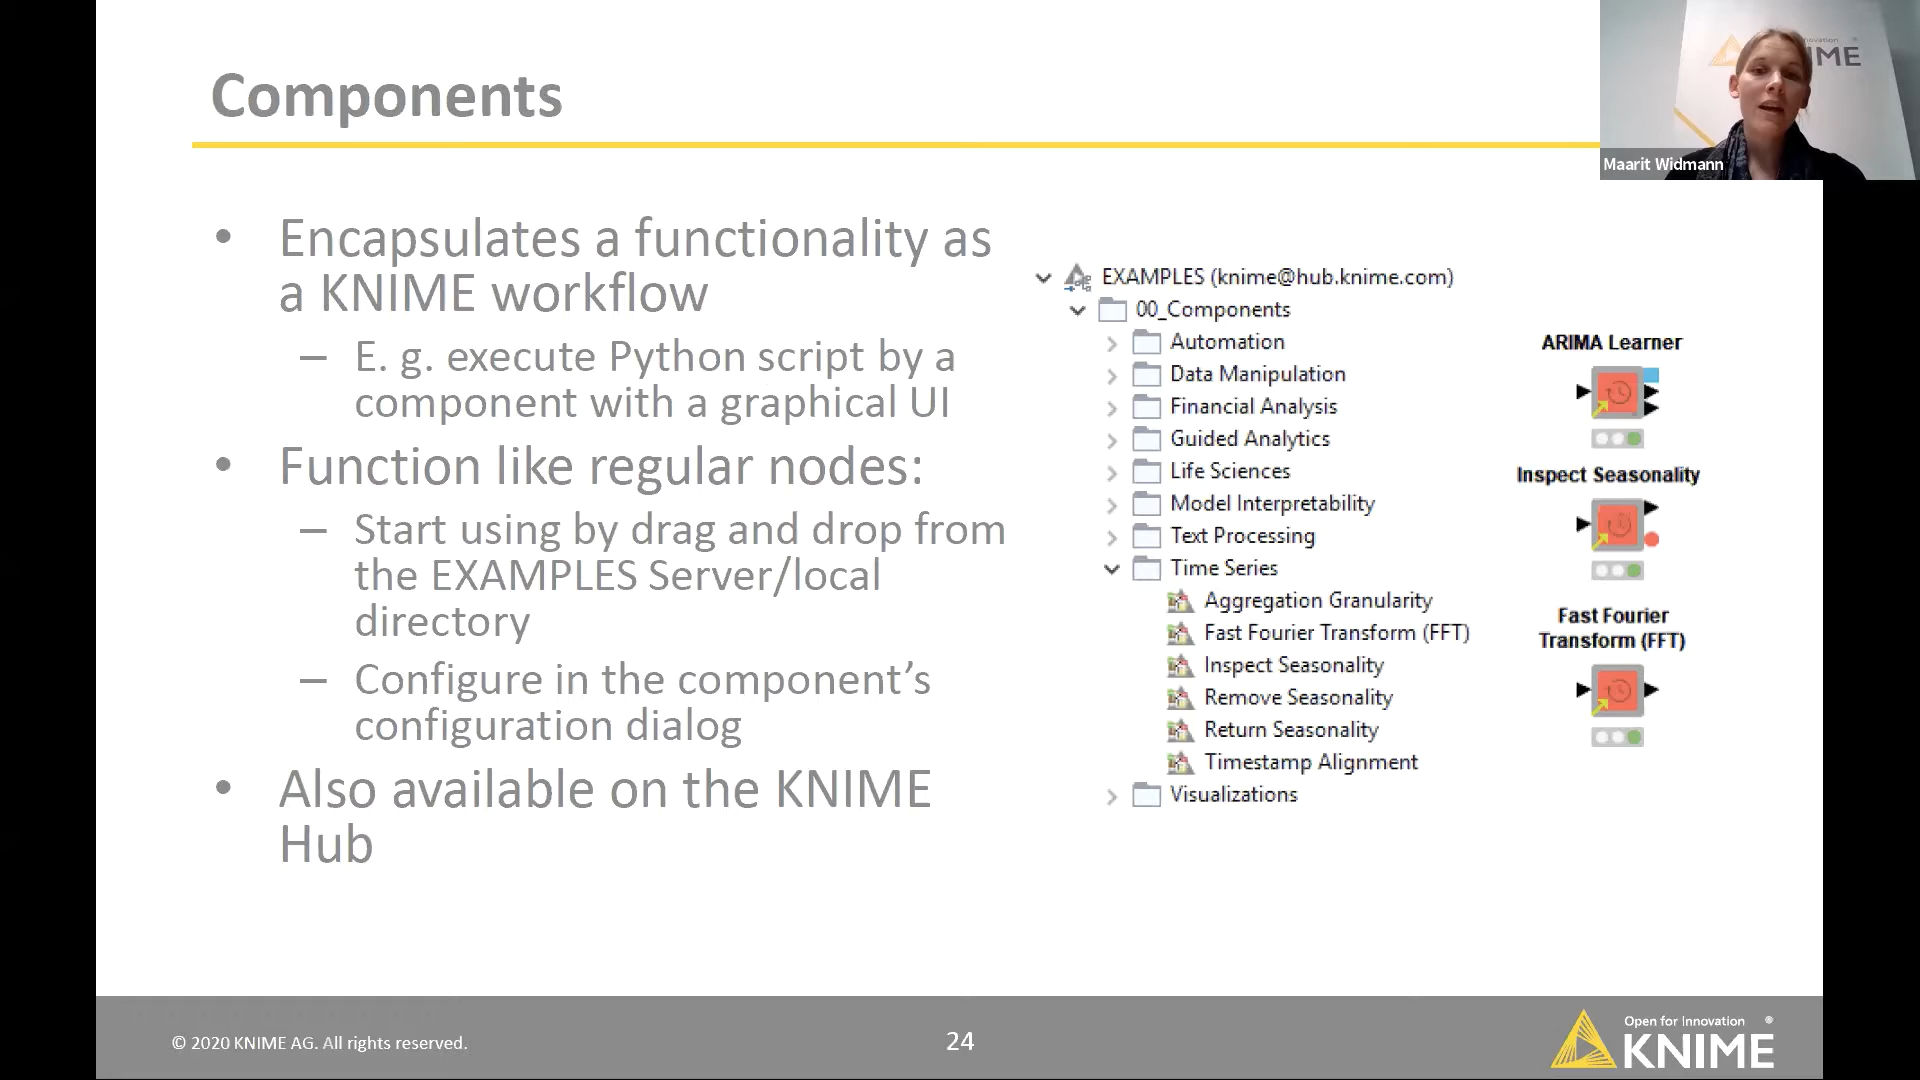 Components
• Encapsulates a functionality as
a KNIME workflow
– E. g. execute Python script by a
component with a graphical UI
• Function like regular nodes:
– Start using by drag and drop from
the EXAMPLES Server/local
directory
– Configure in the component’s
configuration dialog
• Also available on the KNIME
Hub
EXAMPLES (knime@hub.knime.com)
00_Components
Automation
Data Manipulation
Financial Analysis
Guided Analytics
Life Sciences
Model Interpretability
Text Processing
Time Series
Aggregation Granularity
Fast Fourier Transform (FFT)
Inspect Seasonality
Remove Seasonality
Return Seasonality
Timestamp Alignment
Visualizations
ARIMA Learner
Inspect Seasonality
Fast Fourier
Transform (FFT)
Maarit Widmann
© 2020 KNIME AG. All rights reserved.
24
Open for Innovation ®
KNIME